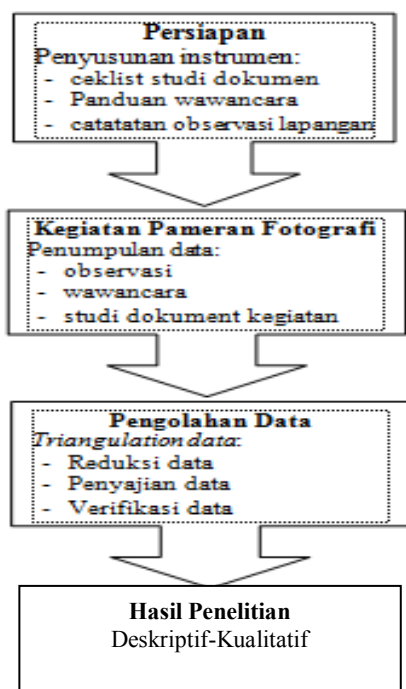 Persiapan
Penyusunan instrumen:
- ceklist studi dokumen
- Panduan wawancara
- catatatan observasi lapangan
Kegiatan Pameran Fotografi
Penumpulan data:
- observasi
- wawancara
- studi dokument kegiatan
Pengolahan Data
Triangulation data:
- Reduksi data
- Penyajian data
- Verifikasi data
Hasil Penelitian
Deskriptif-Kualitatif